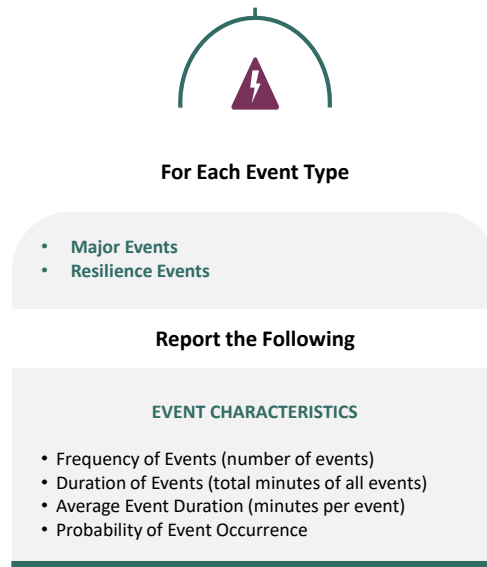 For Each Event Type
• Major Events
• Resilience Events
Report the Following
EVENT CHARACTERISTICS
• Frequency of Events (number of events)
• Duration of Events (total minutes of all events)
• Average Event Duration (minutes per event)
• Probability of Event Occurrence